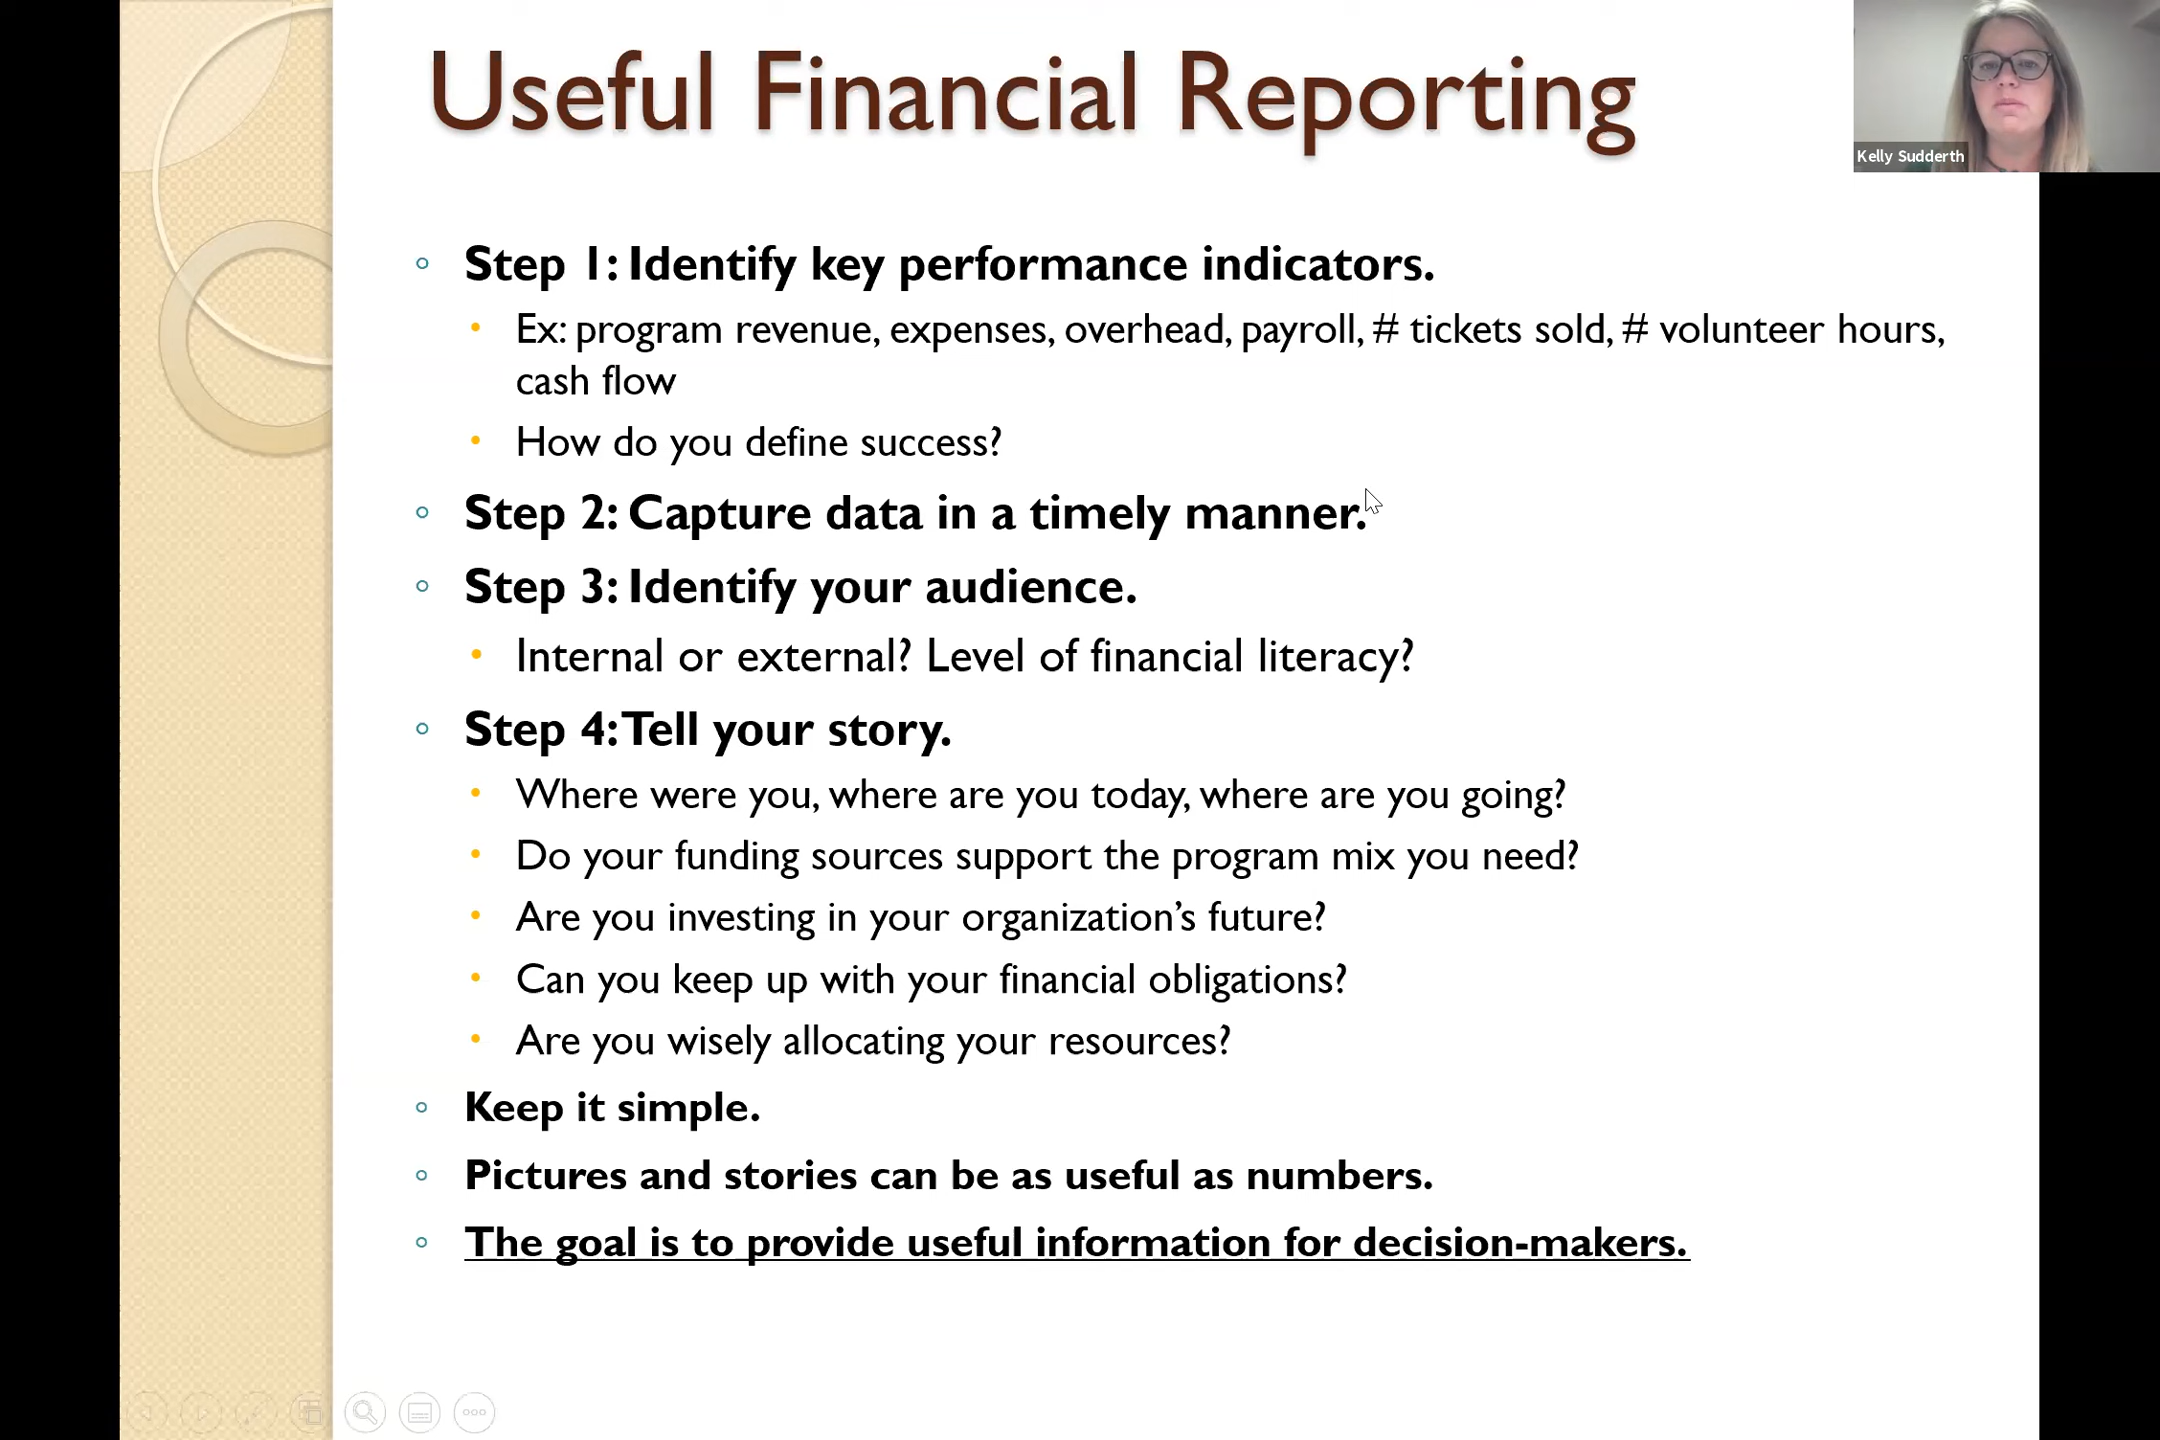 Useful Financial Reporting
Kelly Sudderth
Step 1: Identify key performance indicators.
Ex: program revenue, expenses, overhead, payroll, # tickets sold, # volunteer hours,
cash flow
How do you define success?
Step 2: Capture data in a timely manner.
Step 3: Identify your audience.
Internal or external? Level of financial literacy?
Step 4: Tell your story.
Where were you, where are you today, where are you going?
Do your funding sources support the program mix you need?
Are you investing in your organization’s future?
Can you keep up with your financial obligations?
Are you wisely allocating your resources?
Keep it simple.
Pictures and stories can be as useful as numbers.
The goal is to provide useful information for decision-makers.